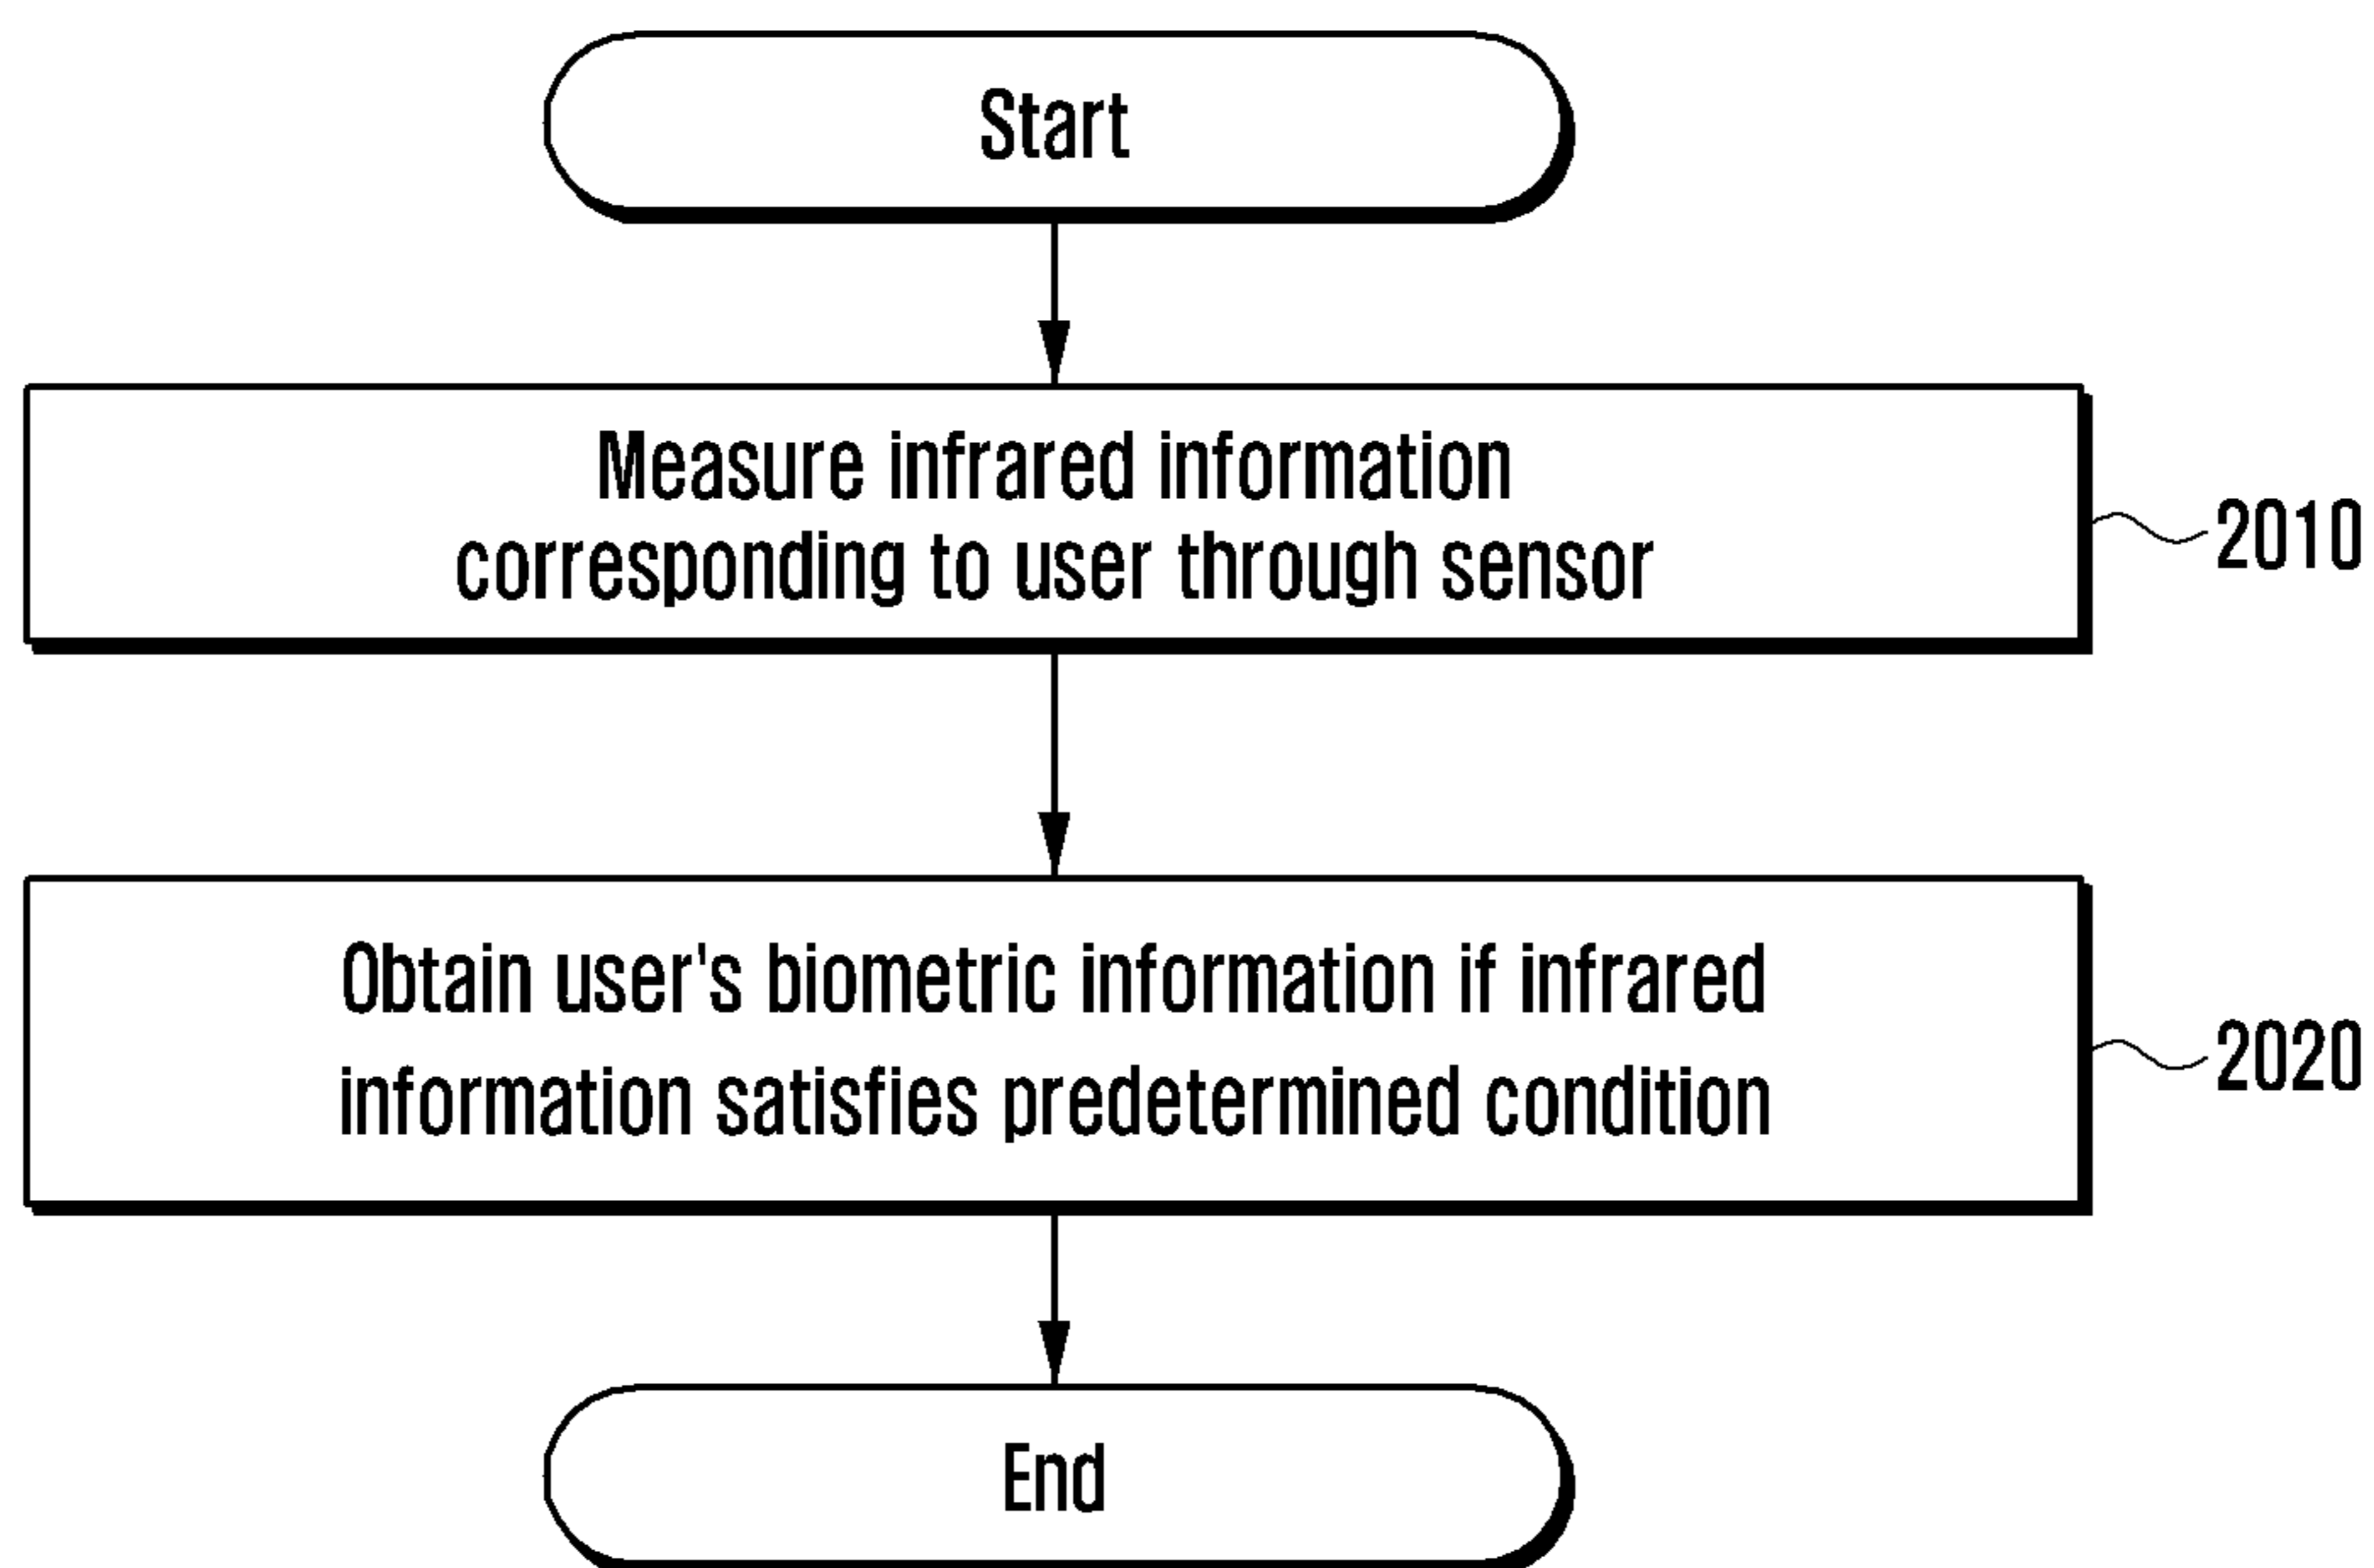 Start
Measure infrared information
corresponding to user through sensor
2010
Obtain user's biometric information if infrared
information satisfies predetermined condition
2020
End